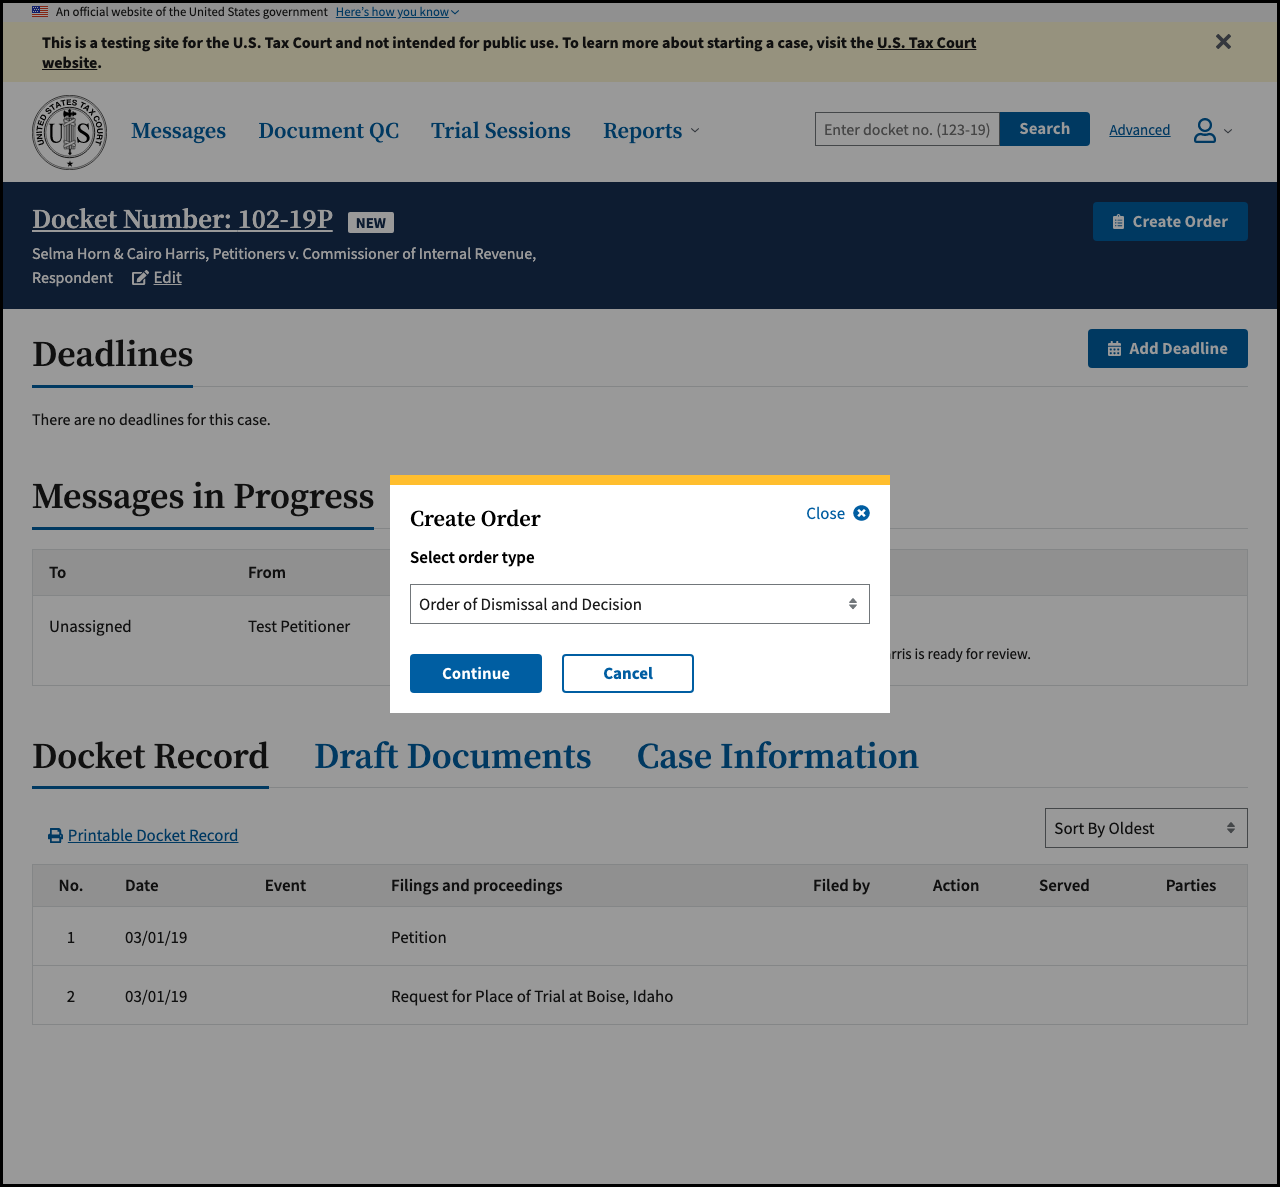 An official website of the United States government Here's how you know
This is a testing site for the U.S. Tax Court and not intended for public use. To learn more about starting a case, visit the U.S. Tax Court
website.
UNITED STATES TAX COURT
US
Messages Document QC Trial Sessions Reports
Enter docket no. (123-19) Search Advanced
Docket Number: 102-19P NEW
Create Order
Selma Horn & Cairo Harris, Petitioners v. Commissioner of Internal Revenue,
Respondent Edit
Deadlines
Add Deadline
There are no deadlines for this case.
Messages in Progress
Create Order
Close
Select order type
Order of Dismissal and Decision
Continue Cancel
To From
Unassigned Test Petitioner
is ready for review.
Docket Record Draft Documents Case Information
Printable Docket Record
Sort By Oldest
No. Date Event Filings and proceedings Filed by Action Served Parties
1 03/01/19 Petition
2 03/01/19 Request for Place of Trial at Boise, Idaho